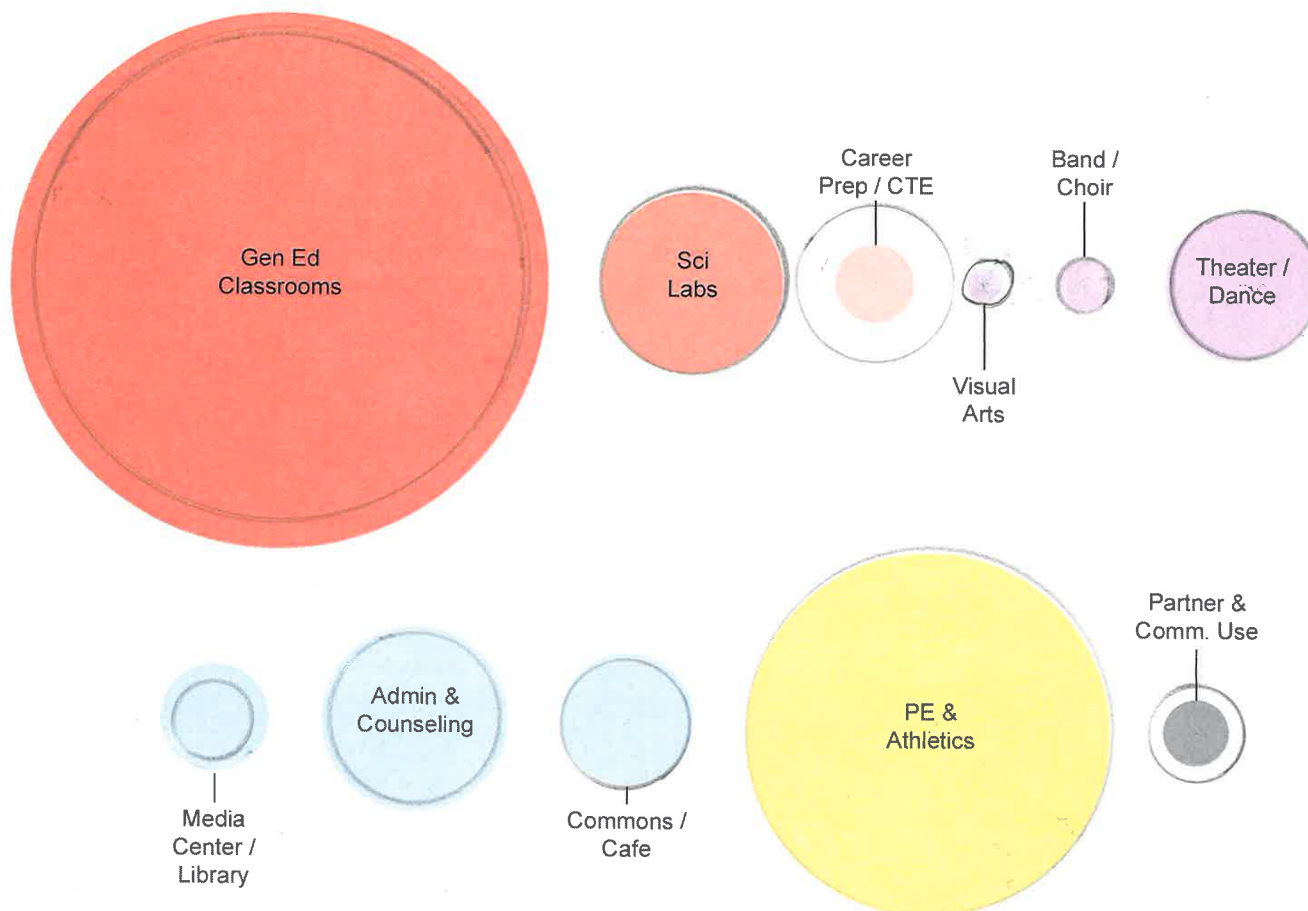 Gen Ed
Classrooms
Sci
Labs
Career
Prep / CTE
Visual
Arts
Band /
Choir
Theater /
Dance
Media
Center /
Library
Admin &
Counseling
Commons /
Cafe
PE &
Athletics
Partner &
Comm. Use